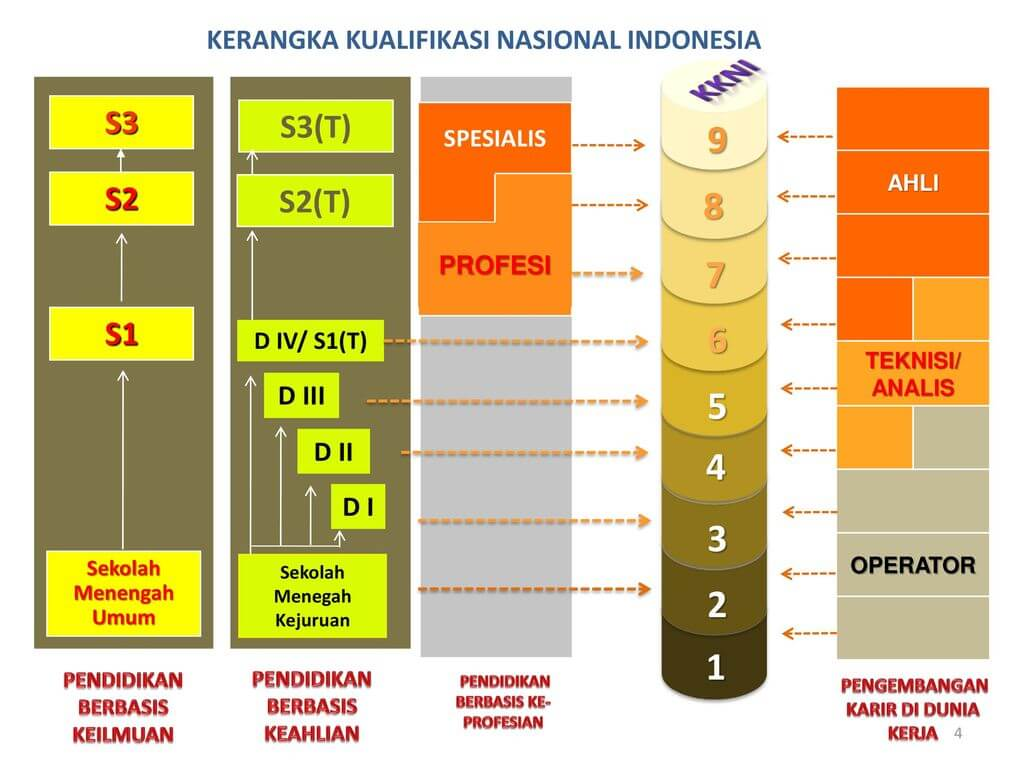 KERANGKA KUALIFIKASI NASIONAL INDONESIA
S3
S2
S1
Sekolah
Menengah
Umum
PENDIDIKAN
BERBASIS
KEILMUAN
S3(T)
S2(T)
D IV/ S1(T)
D III
D II
D I
Sekolah
Menegah
Kejuruan
PENDIDIKAN
BERBASIS
KEAHLIAN
SPESIALIS
PROFESI
PENDIDIKAN
BERBASIS KE-
PROFESIAN
KKNI
9
8
7
6
5
4
3
2
1
AHLI
TEKNISI/
ANALIS
OPERATOR
PENGEMBANGAN
KARIR DI DUNIA
KERJA
4